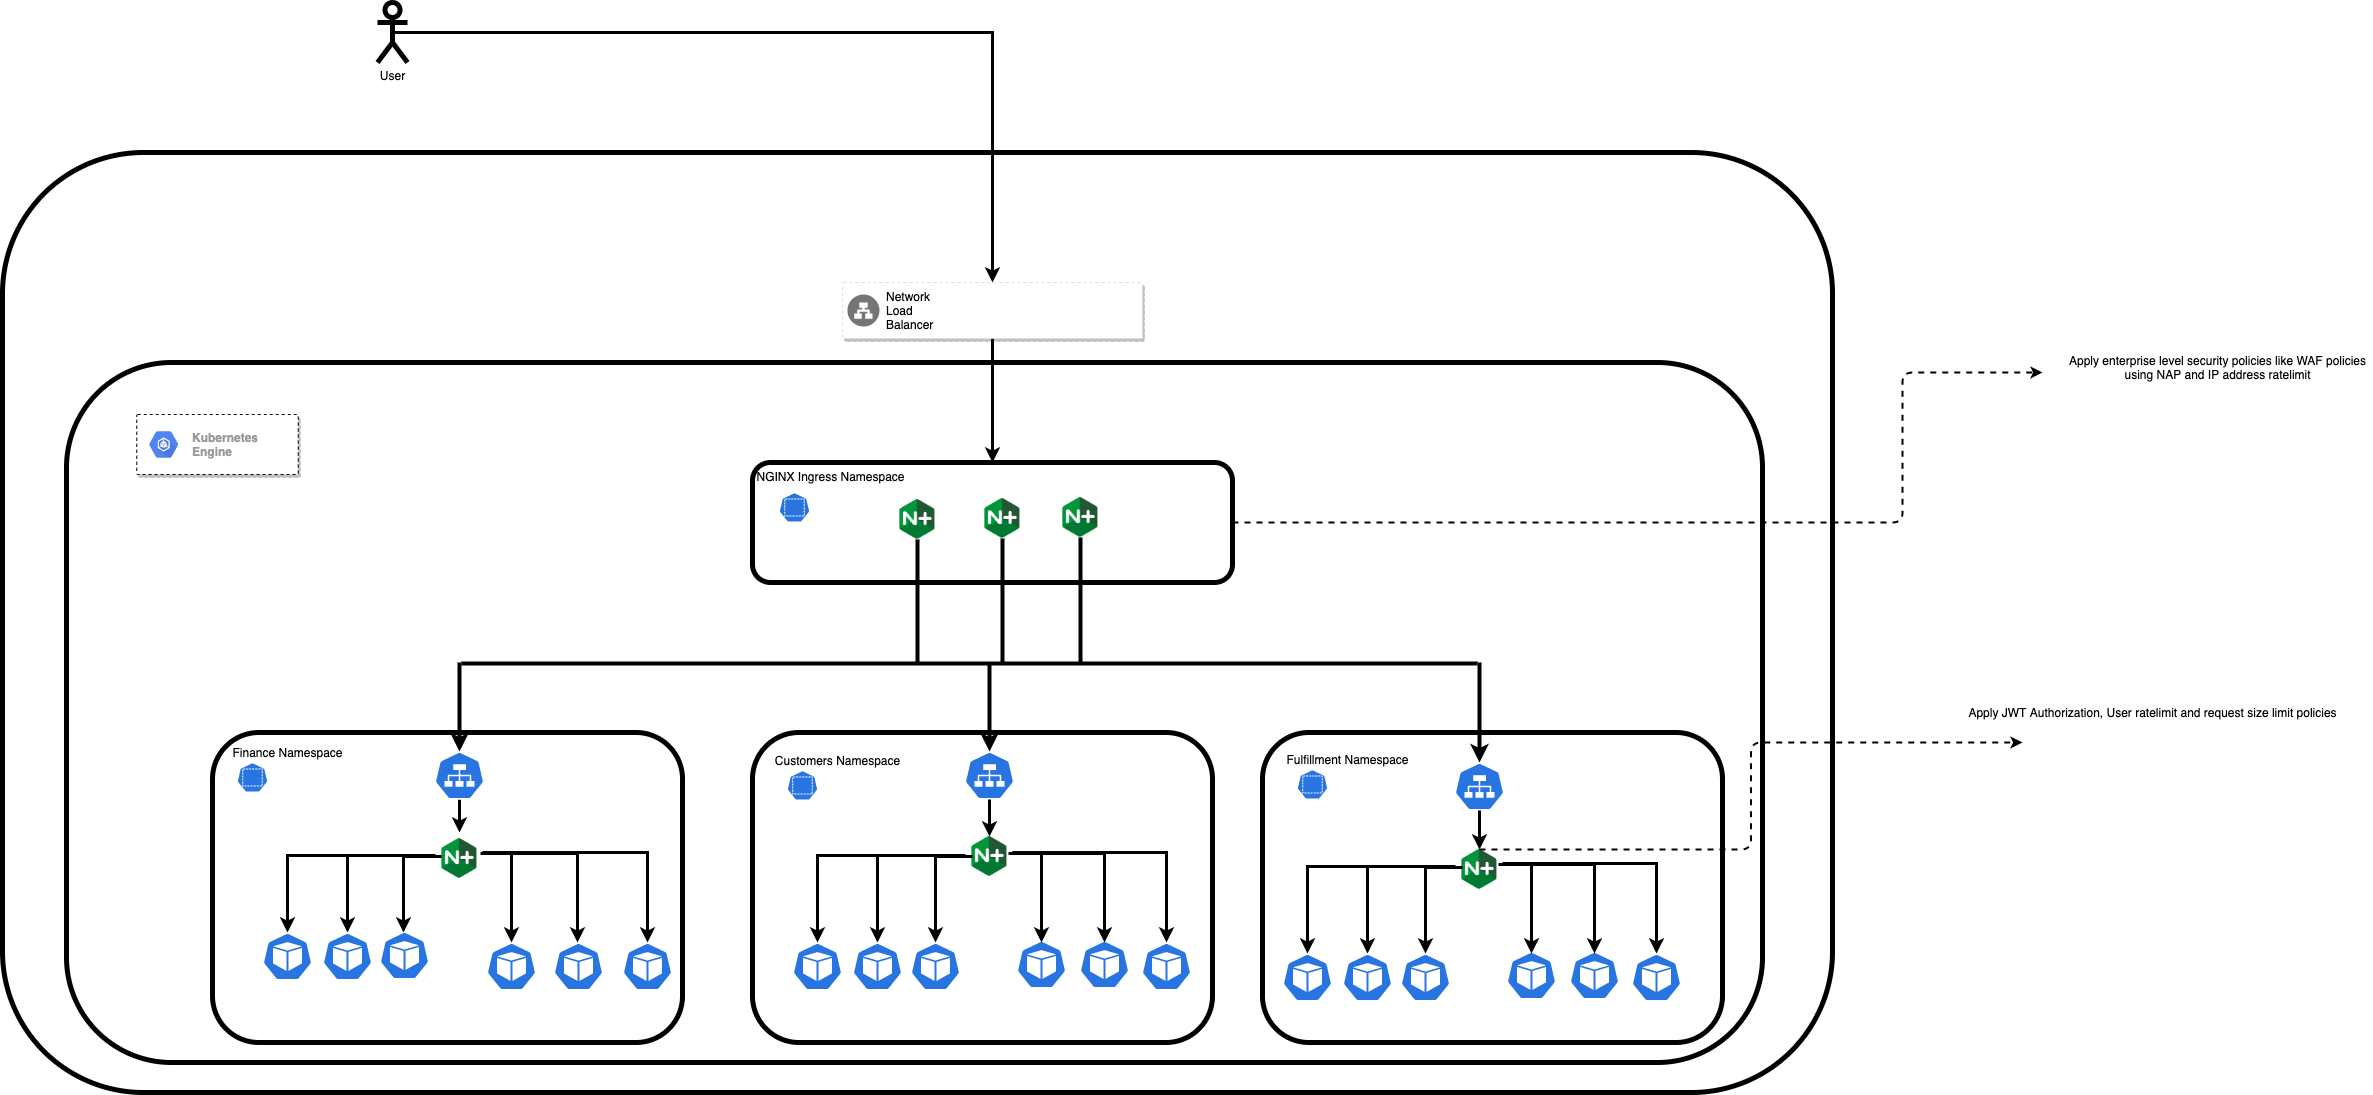 User
Network
Load
Balancer
Apply enterprise level security policies like WAF policies
using NAP and IP address ratelimit
Kubernetes
Engine
NGINX Ingress Namespace
N+
N+
N+
Apply JWT Authorization, User ratelimit and request size limit policies
Finance Namespace
Customers Namespace
Fulfillment Namespace
N+
N+
N+